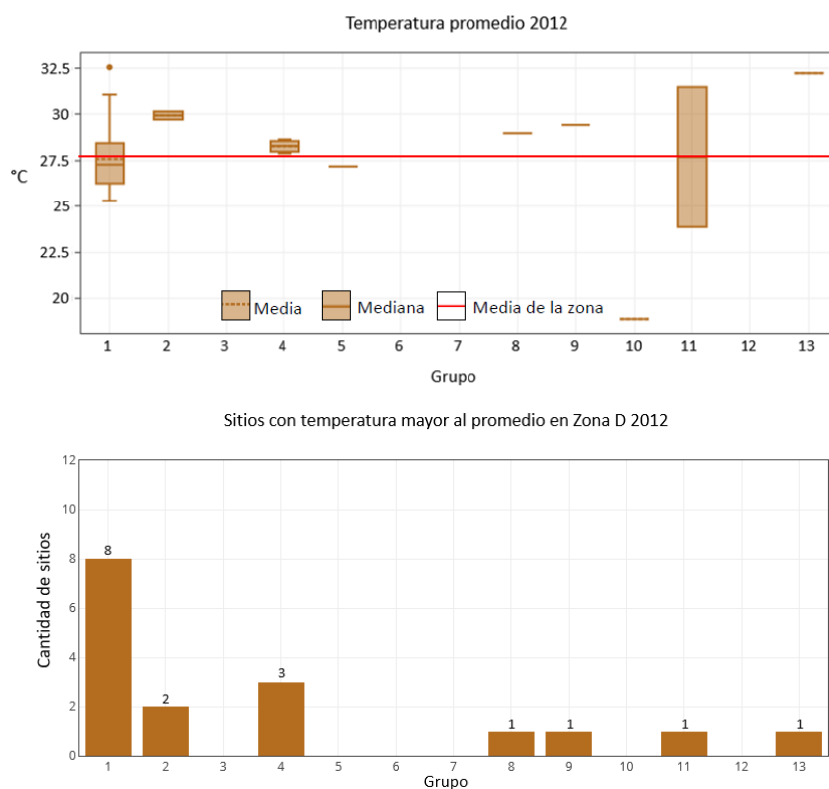 Temperatura promedio 2012
32.5
30
27.5
25
22.5
20
°C
Media
Mediana
Media de la zona
1 2 3 4 5 6 7 8 9 10 11 12 13
Grupo
Sitios con temperatura mayor al promedio en Zona D 2012
12
10
8
6
4
2
0
Cantidad de sitios
8
2
3
1
1
1
1
1 2 3 4 5 6 7 8 9 10 11 12 13
Grupo